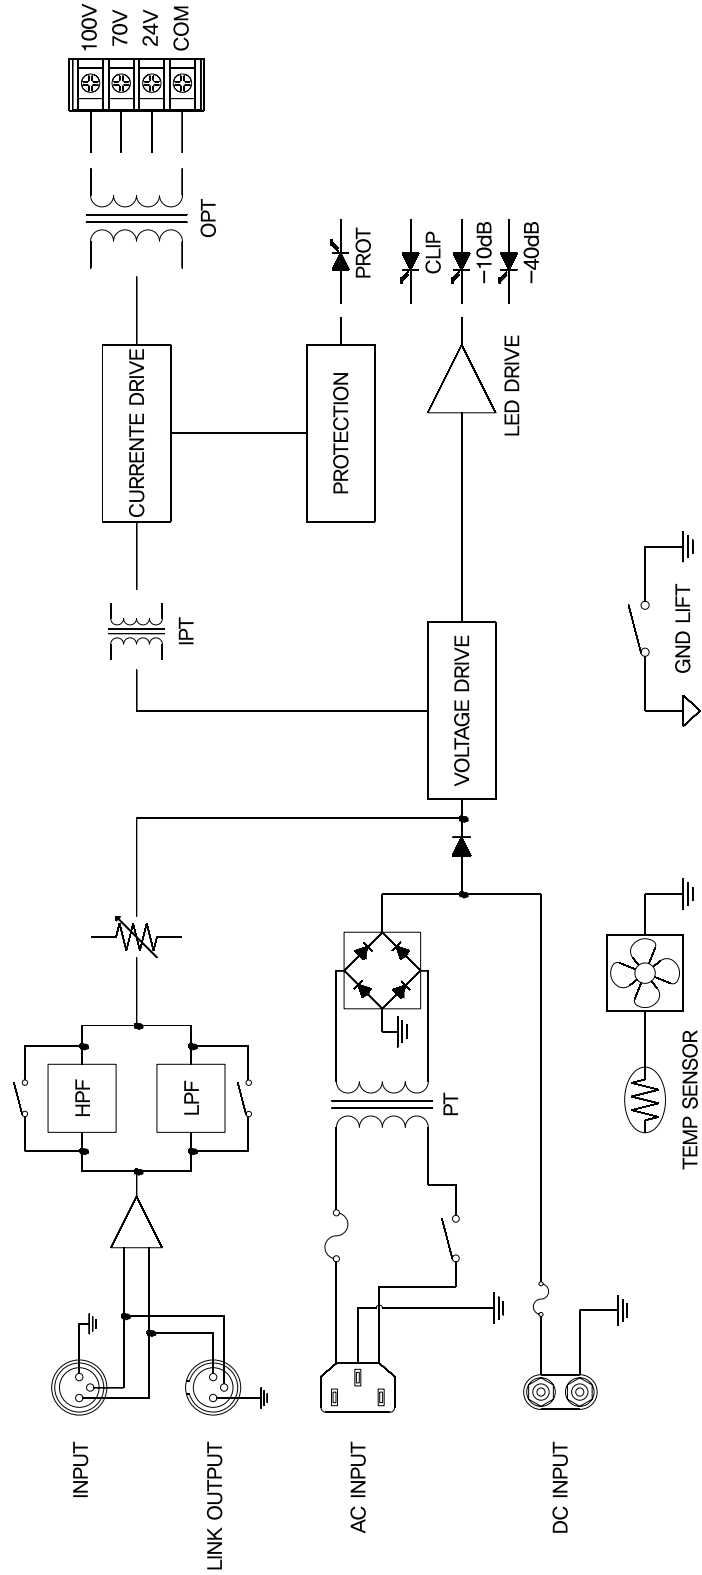 INPUT
LINK OUTPUT
HPF
LPF
IPT
CURRENTE DRIVE
OPT
100V
70V
24V
COM
PROTECTION
PROT
CLIP
-10dB
-40dB
LED DRIVE
VOLTAGE DRIVE
AC INPUT
PT
DC INPUT
TEMP SENSOR
GND LIFT